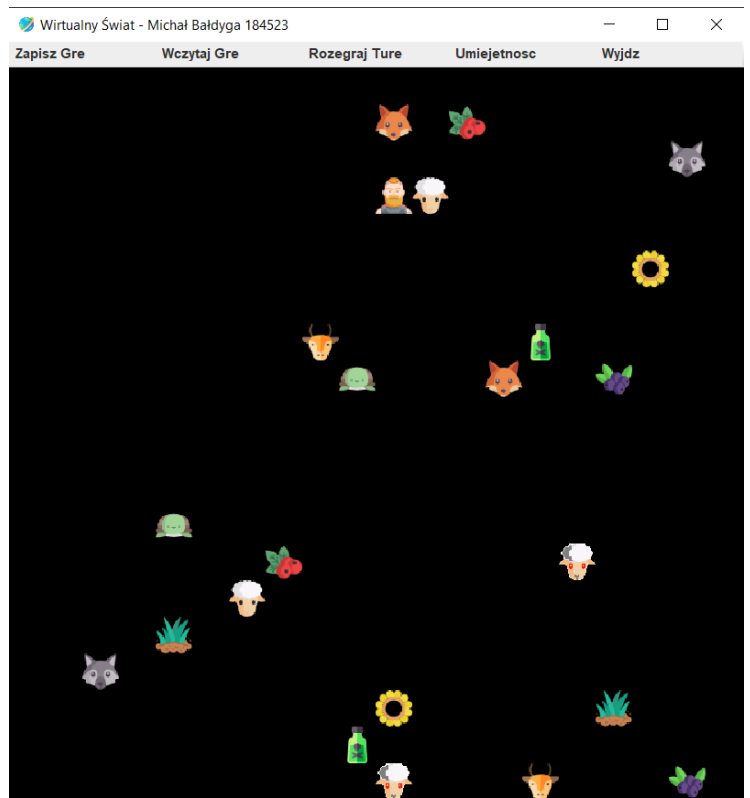 Wirtualny Świat - Michał Bałdyga 184523
Zapisz Gre Wczytaj Gre Rozegraj Ture Umiejetnosc Wyjdz